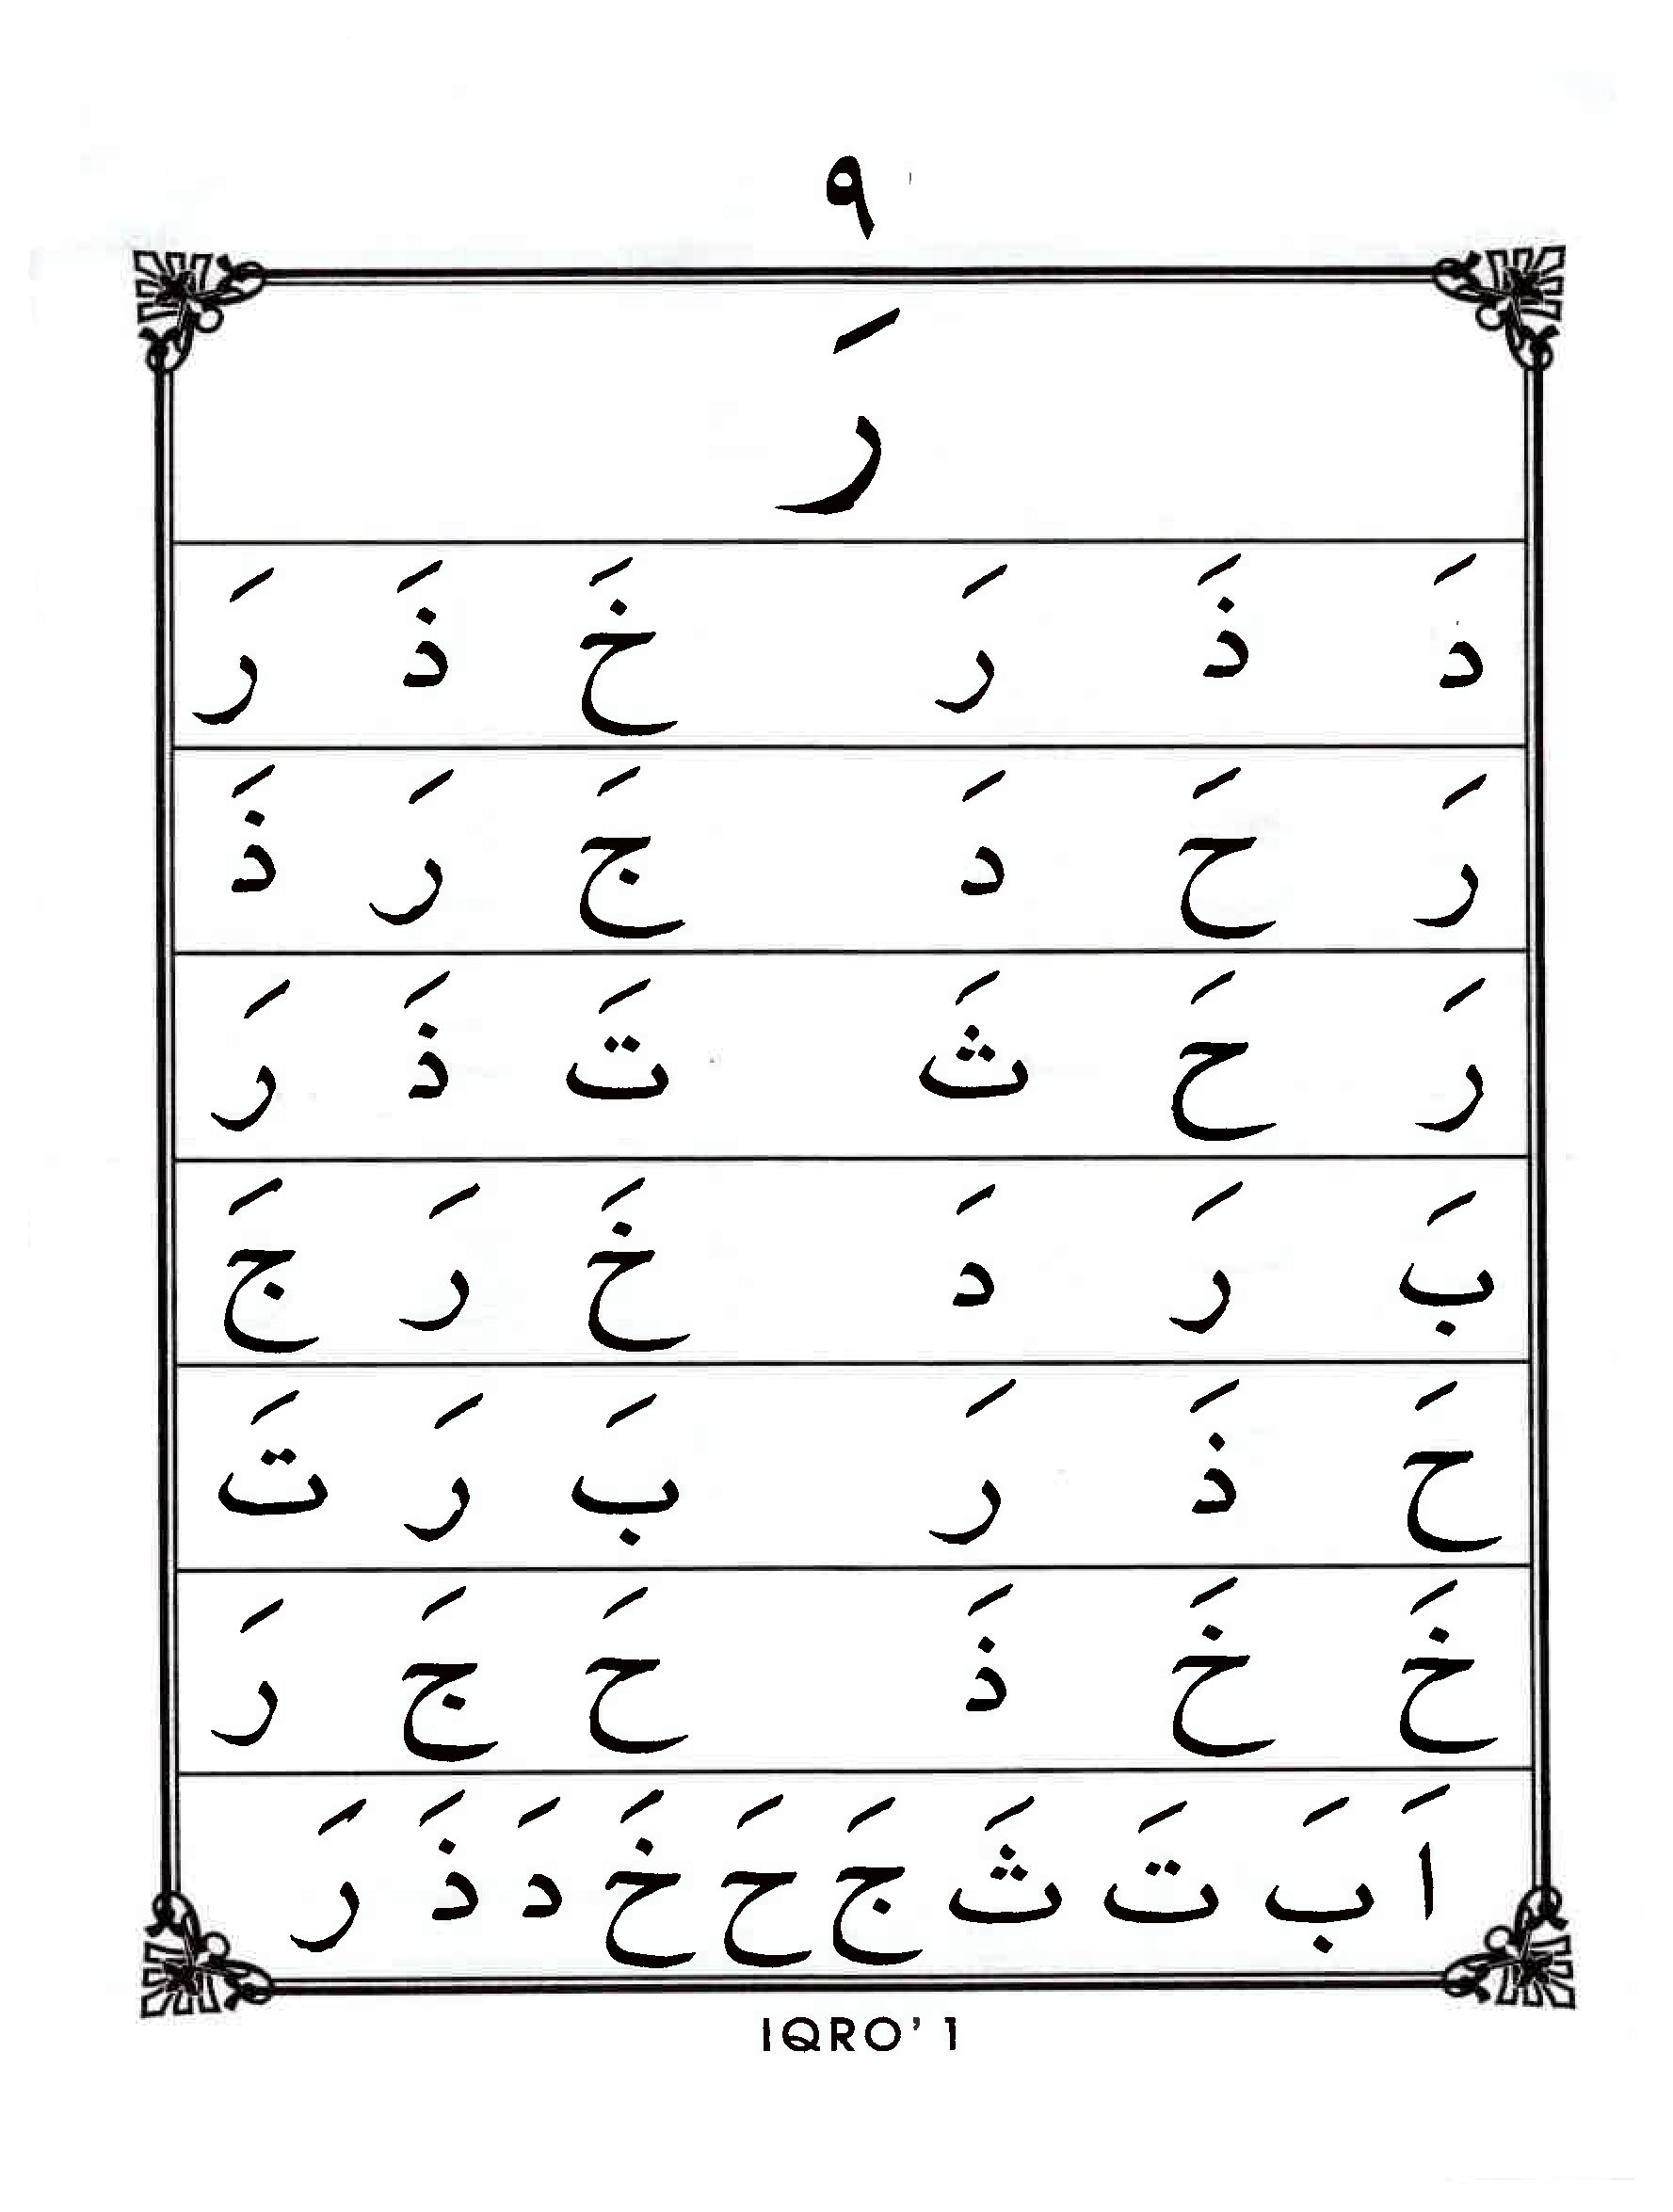 ٩
رَ
دَ ذَ رَ خَ ذَ رَ
رَ حَ دَ جَ رَ ذَ
رَ حَ ثَ تَ ذَ رَ
بَ رَ دَ خَ رَ جَ
حَ ذَ رَ بَ رَ تَ
خَ خَ ذَ حَ جَ رَ
اَ بَ تَ ثَ جَ حَ خَ دَ ذَ رَ
IQRO' 1